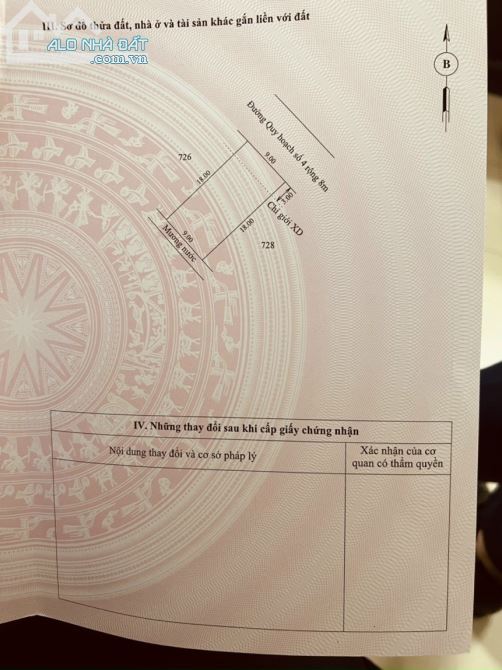 III. Sơ đồ thửa đất, nhà ở và tài sản khác gắn liền với đất
ALO NHÀ ĐẤT
.com.vn
B
Đường Quy hoạch số 4 rộng 8m
726
18.00
9.00
3.00
Chỉ giới XD
18.00
9.00
Mương nước
728
IV. Những thay đổi sau khi cấp giấy chứng nhận
Nội dung thay đổi và cơ sở pháp lý
Xác nhận của cơ
quan có thẩm quyền